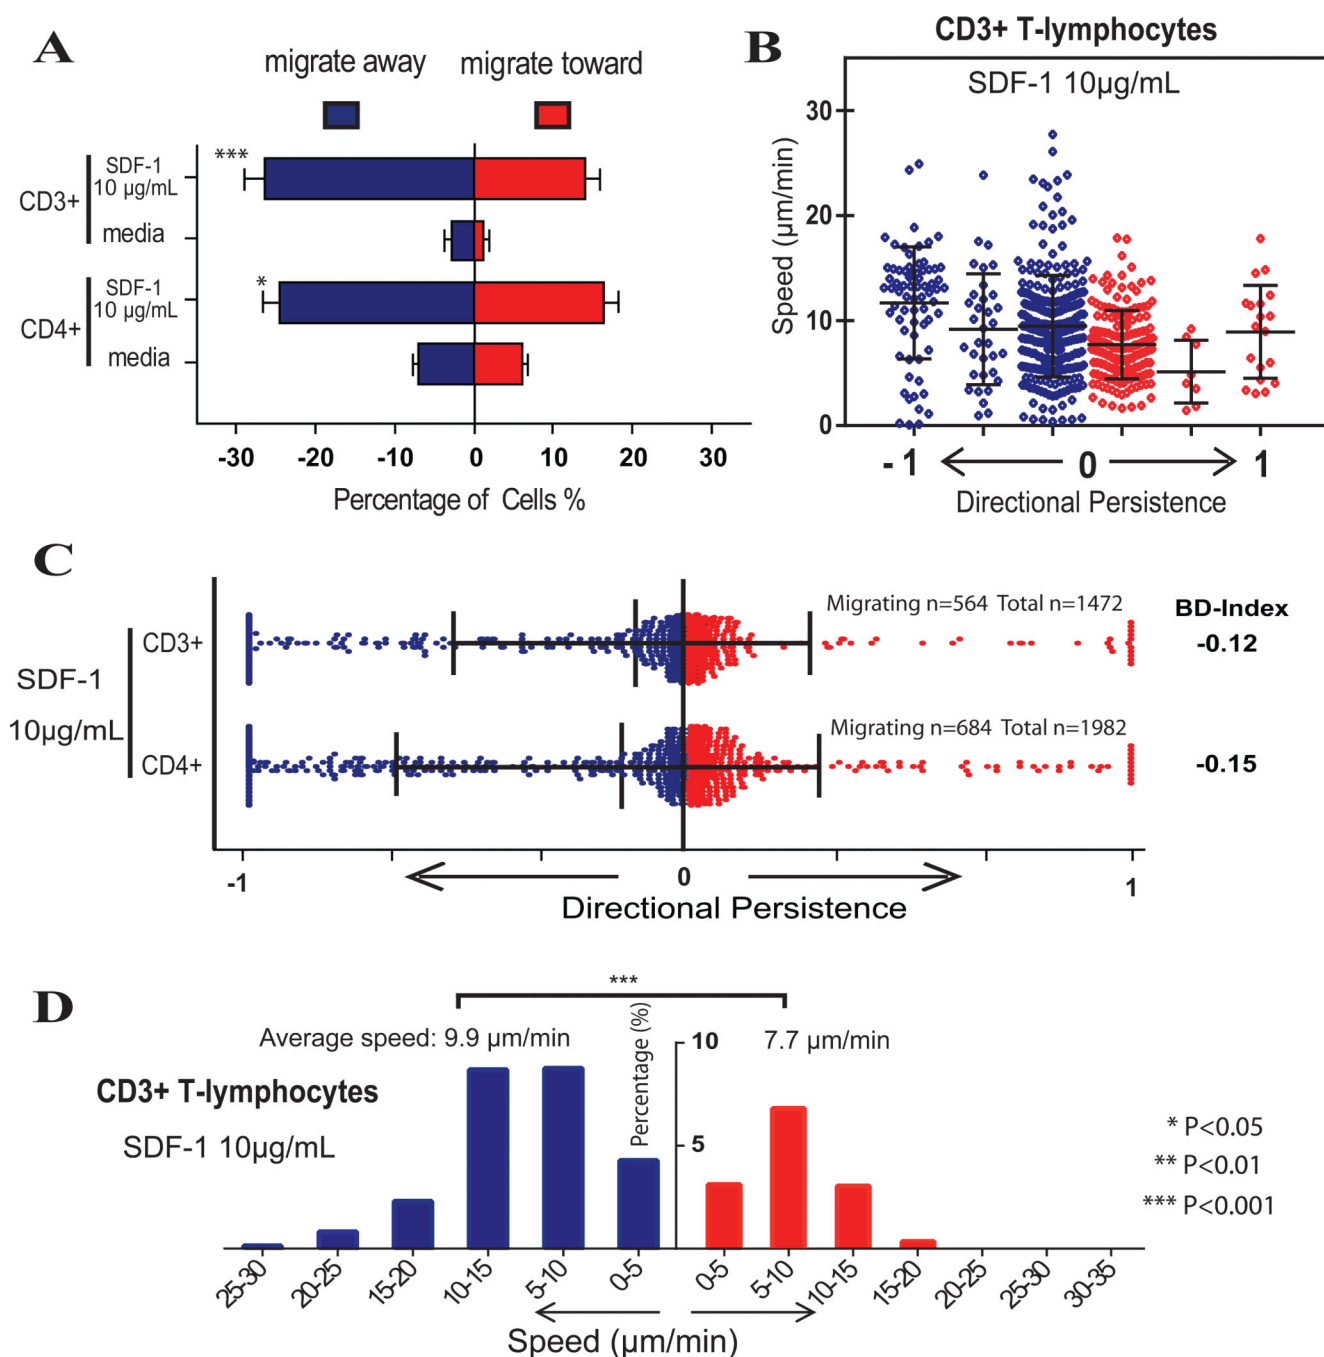 A
migrate away
migrate toward
***
SDF-1
10 µg/mL
CD3+
media
*
SDF-1
10 µg/mL
CD4+
media
-30 -20 -10 0 10 20 30
Percentage of Cells %
B
CD3+ T-lymphocytes
SDF-1 10µg/mL
Speed (µm/min)
30
20
10
0
-1 0 1
Directional Persistence
C
Migrating n=564 Total n=1472
BD-Index
CD3+
-0.12
SDF-1
10µg/mL
Migrating n=684 Total n=1982
CD4+
-0.15
-1 0 1
Directional Persistence
D
***
Average speed: 9.9 µm/min
Percentage (%)
10
5
7.7 µm/min
CD3+ T-lymphocytes
SDF-1 10µg/mL
* P<0.05
** P<0.01
*** P<0.001
25-30 20-25 15-20 10-15 5-10 0-5 0-5 5-10 10-15 15-20 20-25 25-30 30-35
Speed (µm/min)